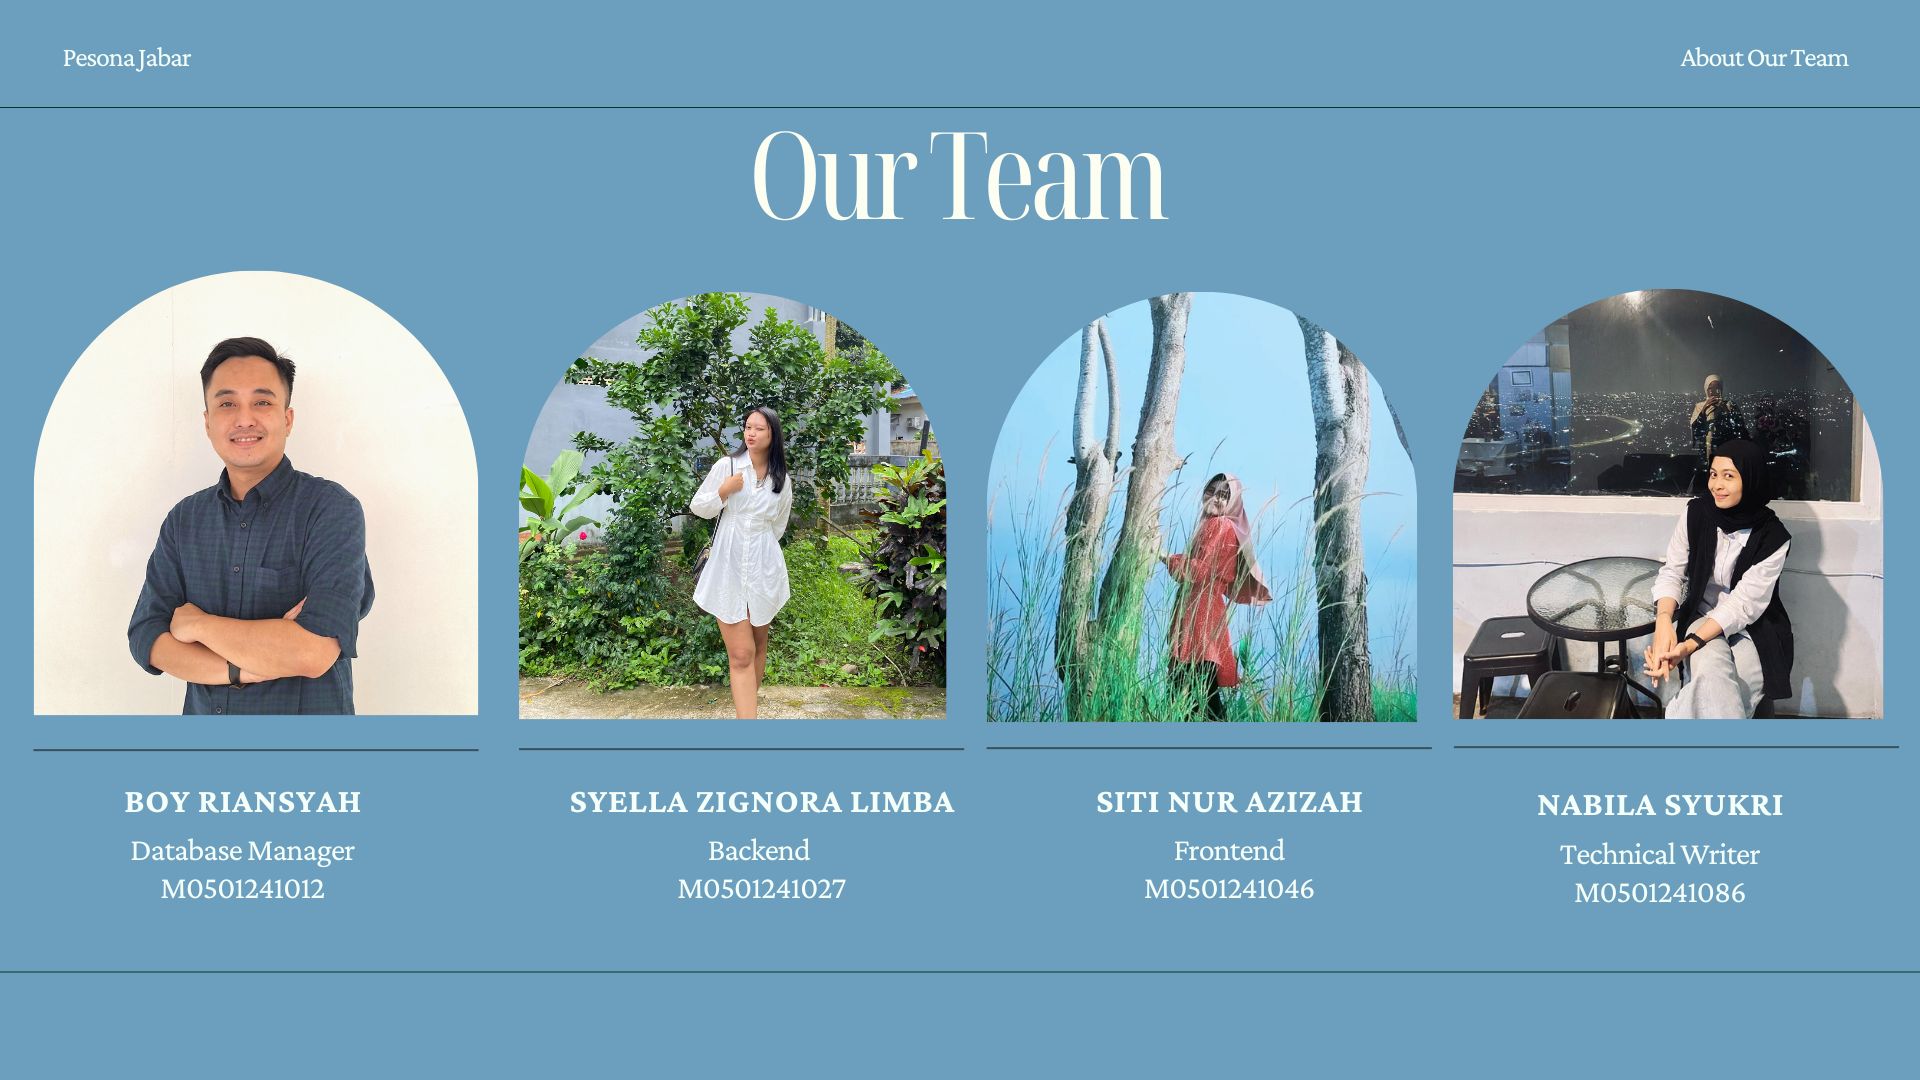 Pesona Jabar
About Our Team
Our Team
BOY RIANSYAH
Database Manager
M0501241012
SYELLA ZIGNORA LIMBA
Backend
M0501241027
SITI NUR AZIZAH
Frontend
M0501241046
NABILA SYUKRI
Technical Writer
M0501241086